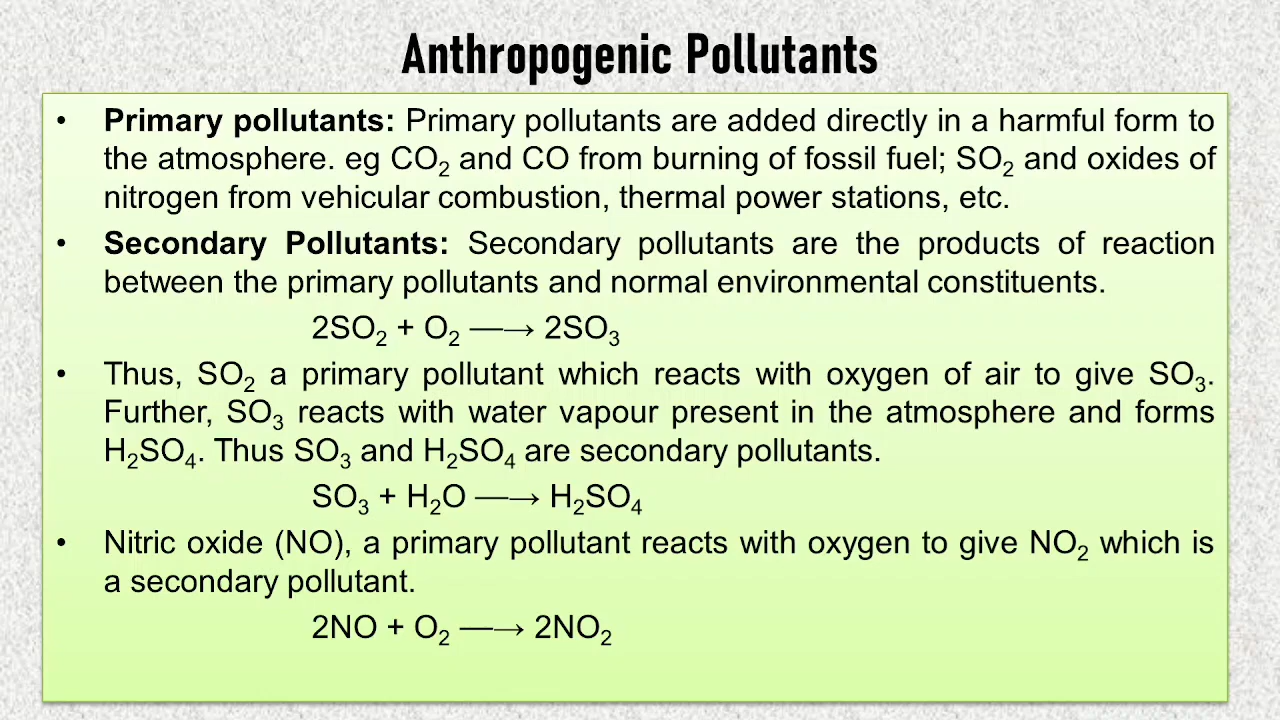 Anthropogenic Pollutants
• Primary pollutants: Primary pollutants are added directly in a harmful form to
the atmosphere. eg CO₂ and CO from burning of fossil fuel; SO₂ and oxides of
nitrogen from vehicular combustion, thermal power stations, etc.
• Secondary Pollutants: Secondary pollutants are the products of reaction
between the primary pollutants and normal environmental constituents.
2SO₂ + O₂ —→ 2SO₃
• Thus, SO₂ a primary pollutant which reacts with oxygen of air to give SO₃.
Further, SO₃ reacts with water vapour present in the atmosphere and forms
H₂SO₄. Thus SO₃ and H₂SO₄ are secondary pollutants.
SO₃ + H₂O —→ H₂SO₄
• Nitric oxide (NO), a primary pollutant reacts with oxygen to give NO₂ which is
a secondary pollutant.
2NO + O₂ —→ 2NO₂